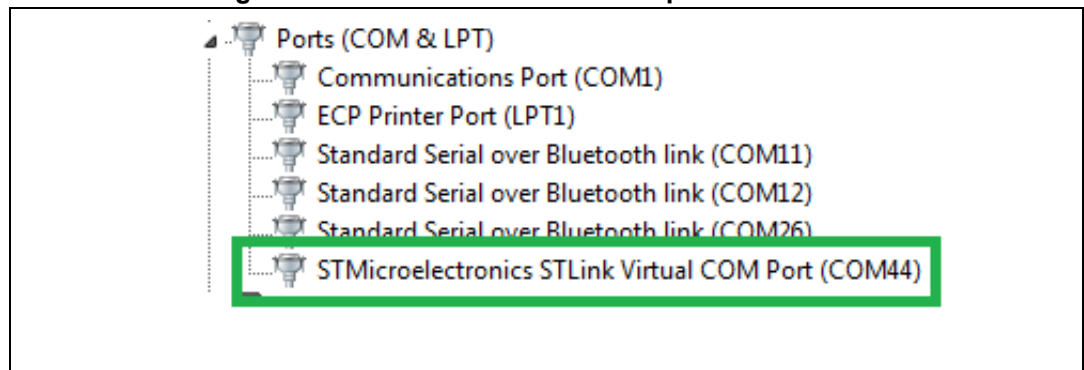 Ports (COM & LPT)
Communications Port (COM1)
ECP Printer Port (LPT1)
Standard Serial over Bluetooth link (COM11)
Standard Serial over Bluetooth link (COM12)
Standard Serial over Bluetooth link (COM26)
STMicroelectronics STLink Virtual COM Port (COM44)